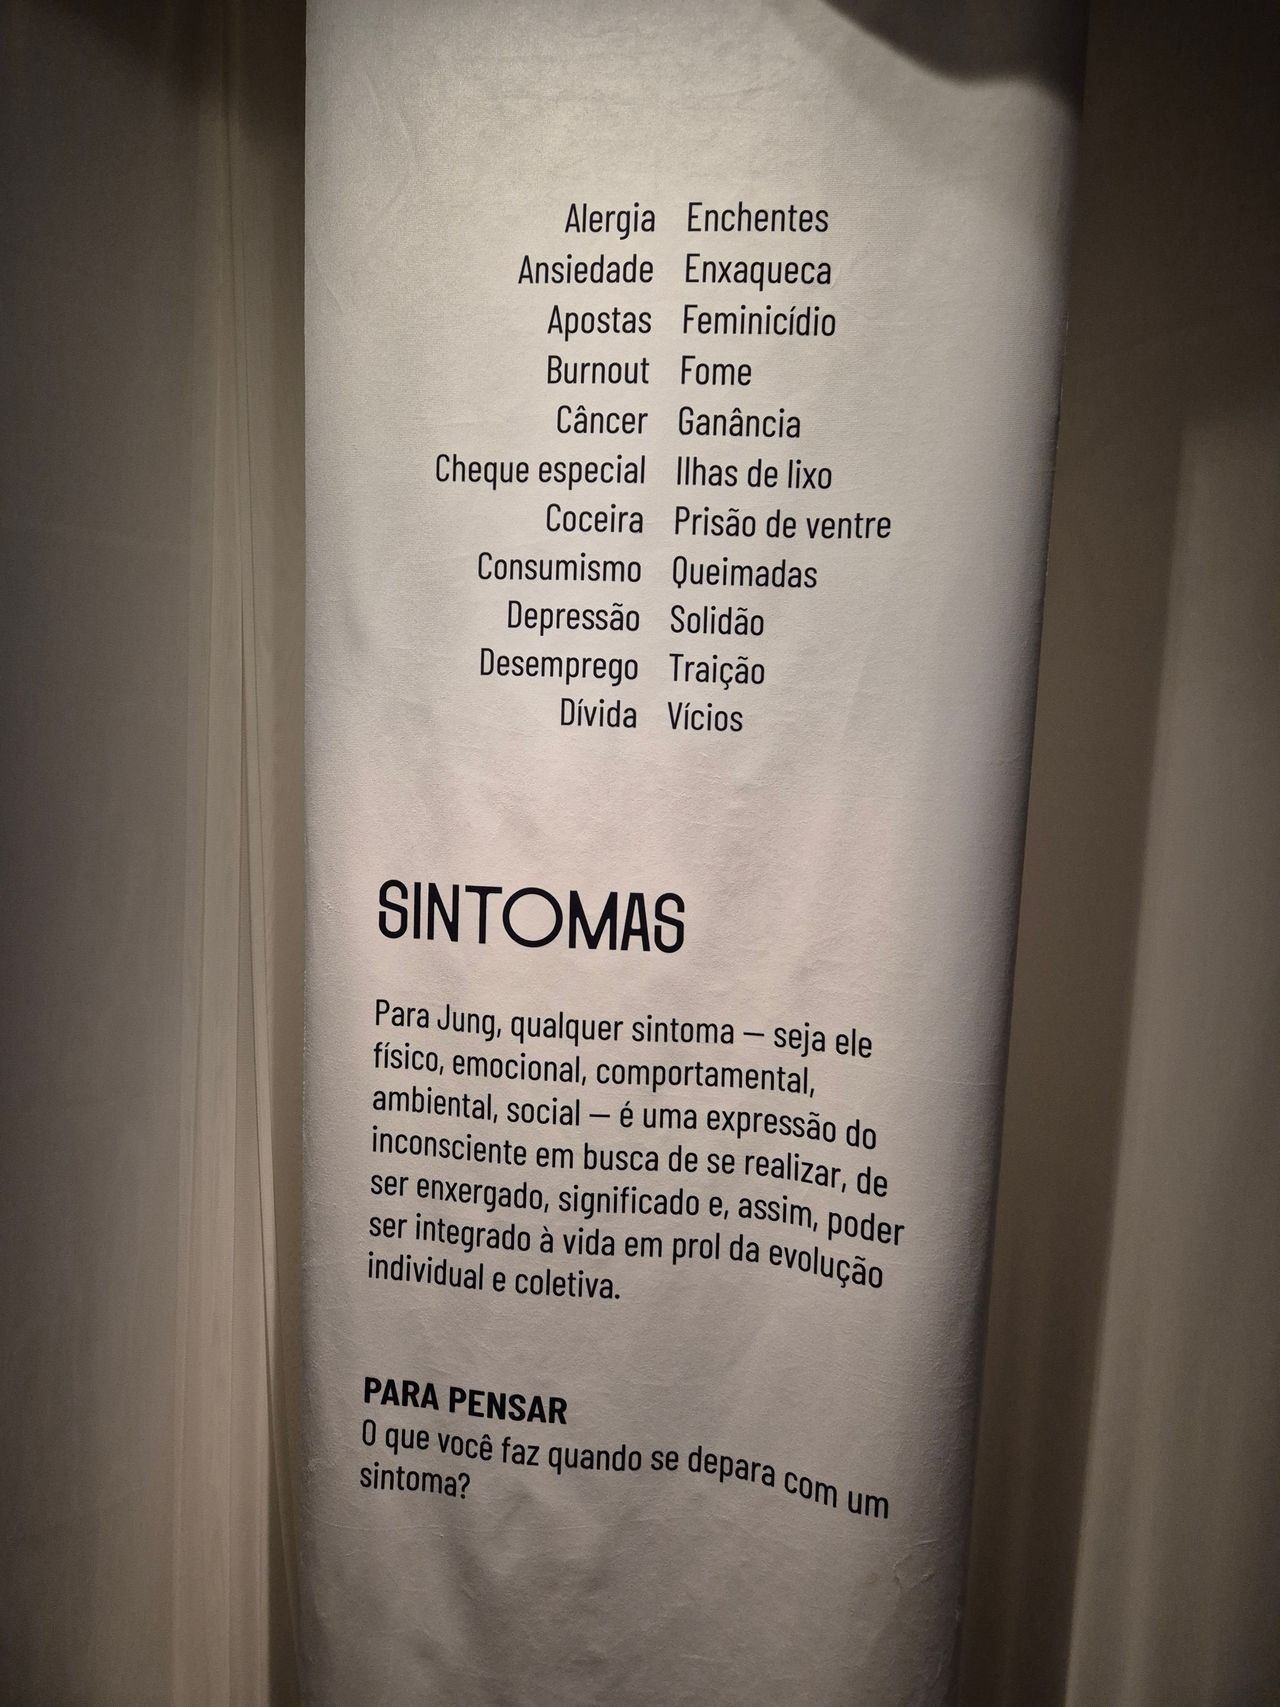 Alergia Enchentes
Ansiedade Enxaqueca
Apostas Feminicídio
Burnout Fome
Câncer Ganância
Cheque especial Ilhas de lixo
Coceira Prisão de ventre
Consumismo Queimadas
Depressão Solidão
Desemprego Traição
Dívida Vícios
SINTOMAS
Para Jung, qualquer sintoma — seja ele
físico, emocional, comportamental,
ambiental, social — é uma expressão do
inconsciente em busca de se realizar, de
ser enxergado, significado e, assim, poder
ser integrado à vida em prol da evolução
individual e coletiva.
PARA PENSAR
O que você faz quando se depara com um
sintoma?